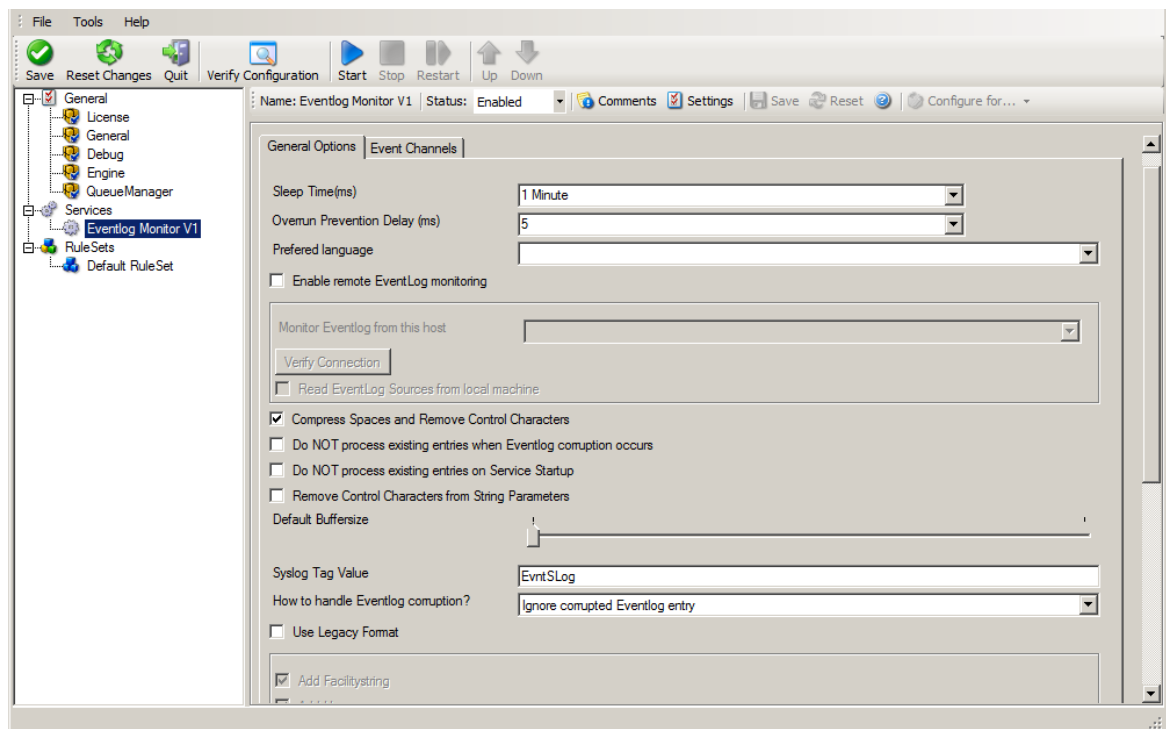 File Tools Help
Save Reset Changes Quit Verify Configuration Start Stop Restart Up Down
General
License
General
Debug
Engine
QueueManager
Services
Eventlog Monitor V1
RuleSets
Default RuleSet
Name: Eventlog Monitor V1 Status: Enabled Comments Settings Save Reset Configure for...
General Options Event Channels
Sleep Time(ms) 1 Minute
Overrun Prevention Delay (ms) 5
Prefered language
Enable remote EventLog monitoring
Monitor Eventlog from this host
Verify Connection
Read EventLog Sources from local machine
Compress Spaces and Remove Control Characters
Do NOT process existing entries when Eventlog corruption occurs
Do NOT process existing entries on Service Startup
Remove Control Characters from String Parameters
Default Buffersize
Syslog Tag Value EvntSLog
How to handle Eventlog corruption? Ignore corrupted Eventlog entry
Use Legacy Format
Add Facilitystring